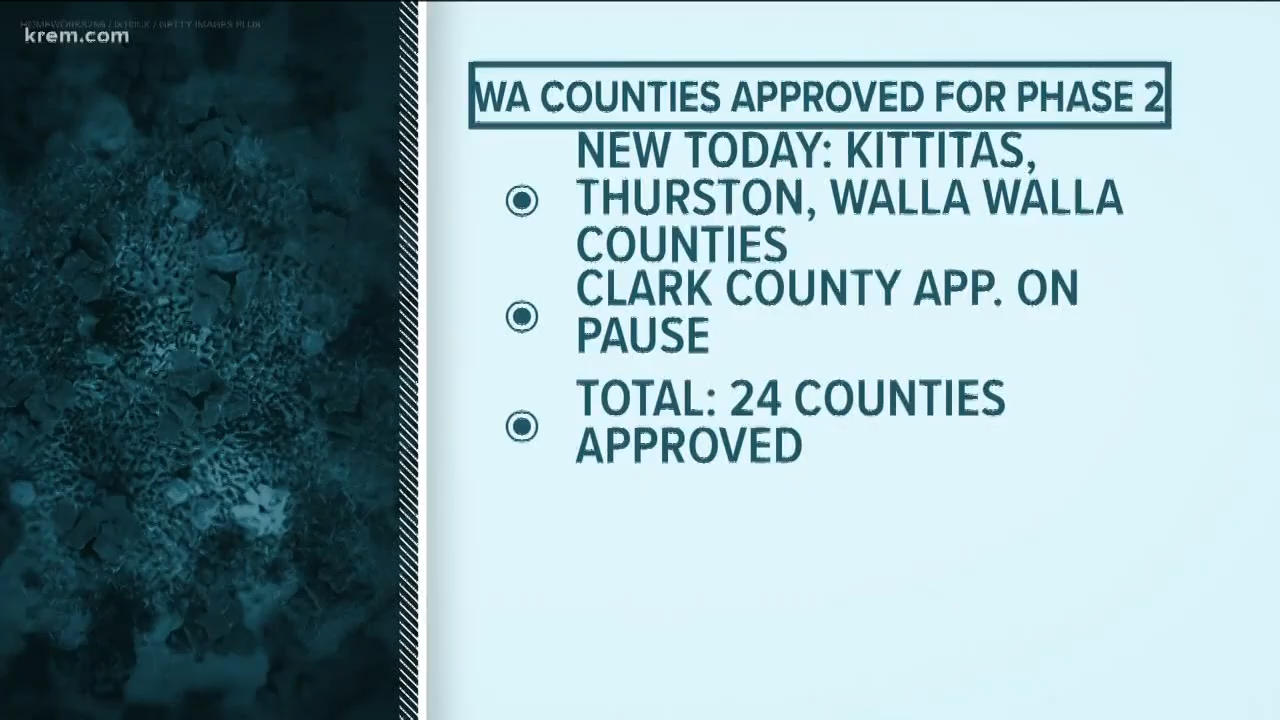 krem.com
WA COUNTIES APPROVED FOR PHASE 2
NEW TODAY: KITTITAS,
THURSTON, WALLA WALLA
COUNTIES
CLARK COUNTY APP. ON
PAUSE
TOTAL: 24 COUNTIES
APPROVED